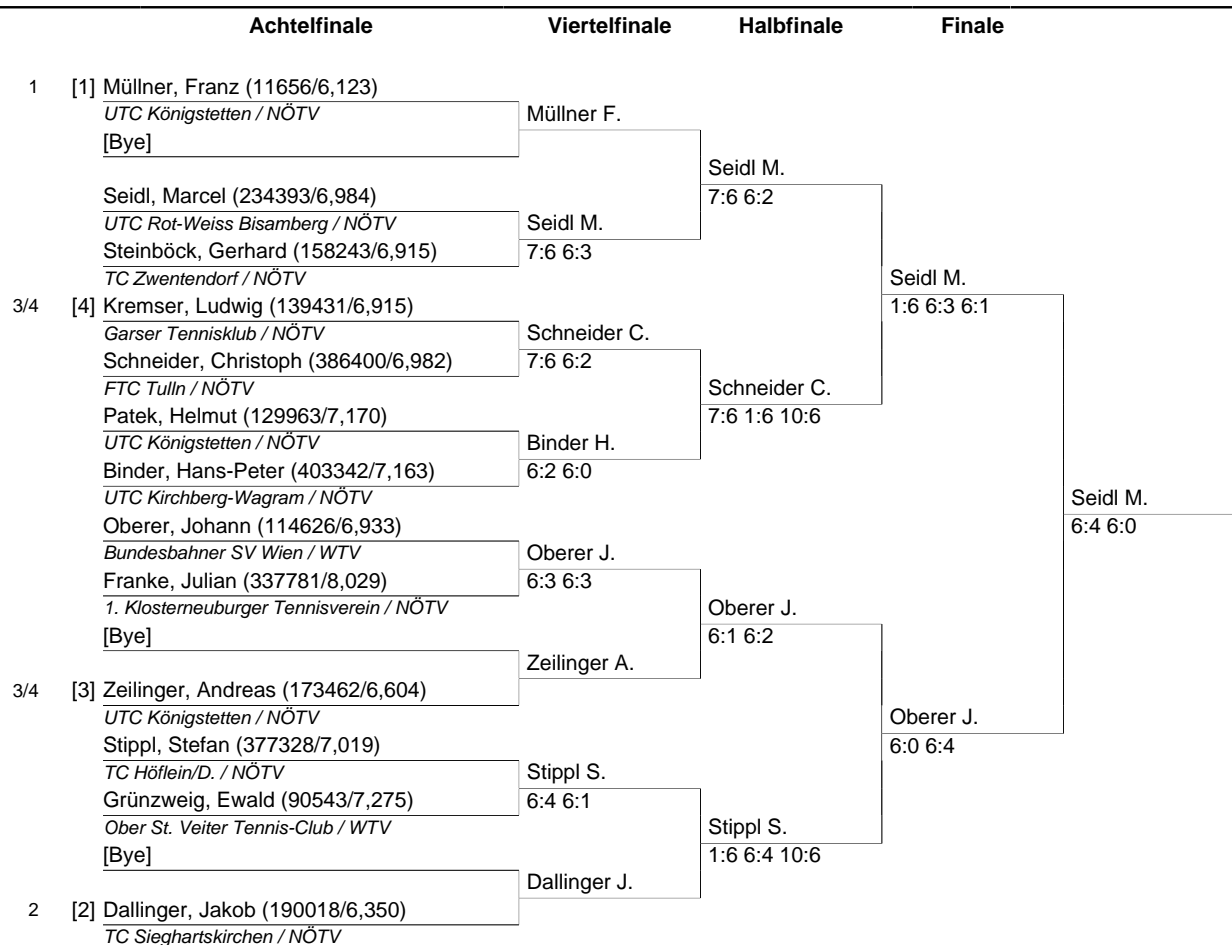 Achtelfinale Viertelfinale Halbfinale Finale
1 [1] Müllner, Franz (11656/6,123)
UTC Königstetten / NÖTV Müllner F.
[Bye]
Seidl M.
Seidl, Marcel (234393/6,984) 7:6 6:2
UTC Rot-Weiss Bisamberg / NÖTV Seidl M.
Steinböck, Gerhard (158243/6,915) 7:6 6:3
TC Zwentendorf / NÖTV Seidl M.
3/4 [4] Kremser, Ludwig (139431/6,915) 1:6 6:3 6:1
Garser Tennisklub / NÖTV Schneider C.
Schneider, Christoph (386400/6,982) 7:6 6:2
FTC Tulln / NÖTV Schneider C.
Patek, Helmut (129963/7,170) 7:6 1:6 10:6
UTC Königstetten / NÖTV Binder H.
Binder, Hans-Peter (403342/7,163) 6:2 6:0
UTC Kirchberg-Wagram / NÖTV Seidl M.
Oberer, Johann (114626/6,933) 6:4 6:0
Bundesbahner SV Wien / WTV Oberer J.
Franke, Julian (337781/8,029) 6:3 6:3
1. Klosterneuburger Tennisverein / NÖTV Oberer J.
[Bye] 6:1 6:2
Zeilinger A.
3/4 [3] Zeilinger, Andreas (173462/6,604)
UTC Königstetten / NÖTV Oberer J.
Stippl, Stefan (377328/7,019) 6:0 6:4
TC Höflein/D. / NÖTV Stippl S.
Grünzweig, Ewald (90543/7,275) 6:4 6:1
Ober St. Veiter Tennis-Club / WTV Stippl S.
[Bye] 1:6 6:4 10:6
Dallinger J.
2 [2] Dallinger, Jakob (190018/6,350)
TC Sieghartskirchen / NÖTV